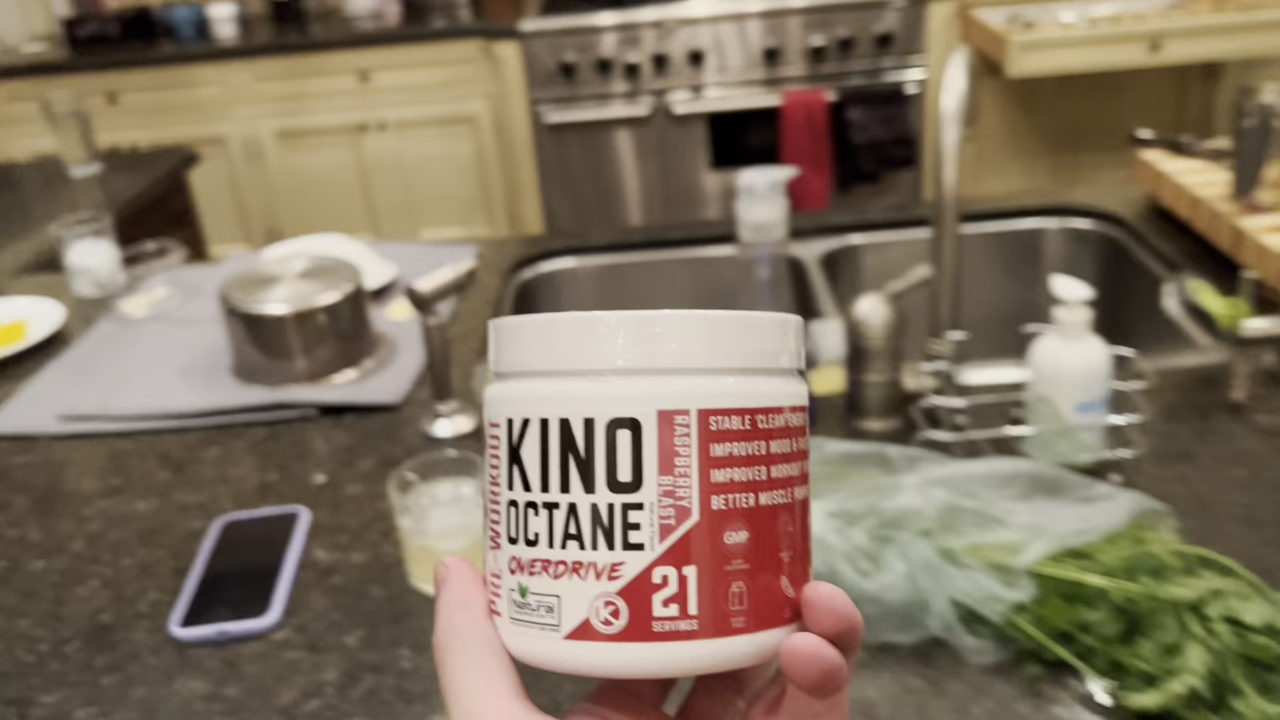 PRE-WORKOUT
KINO
OCTANE
OVERDRIVE
Natural
K
RASPBERRY
BLAST
21
SERVINGS
STABLE 'CLEAN' ENERGY
IMPROVED MOOD &
IMPROVED WORKOUT
BETTER MUSCLE
GMP